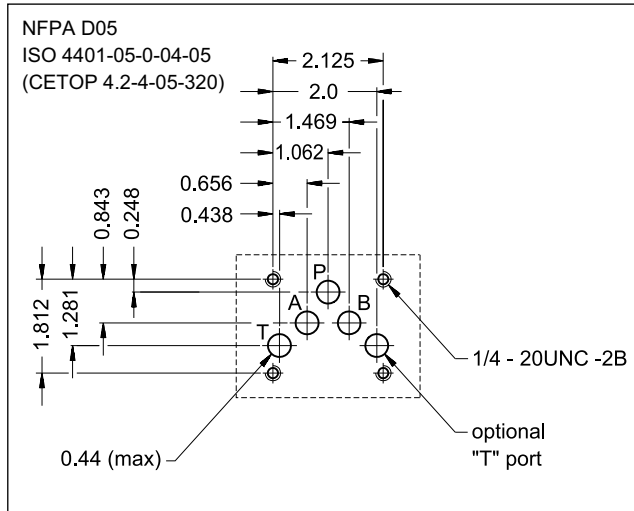 NFPA D05
ISO 4401-05-0-04-05
(CETOP 4.2-4-05-320)
2.125
2.0
1.469
1.062
0.656
0.438
0.843
0.248
1.812
1.281
P
A
B
T
1/4 - 20UNC -2B
0.44 (max)
optional
"T" port